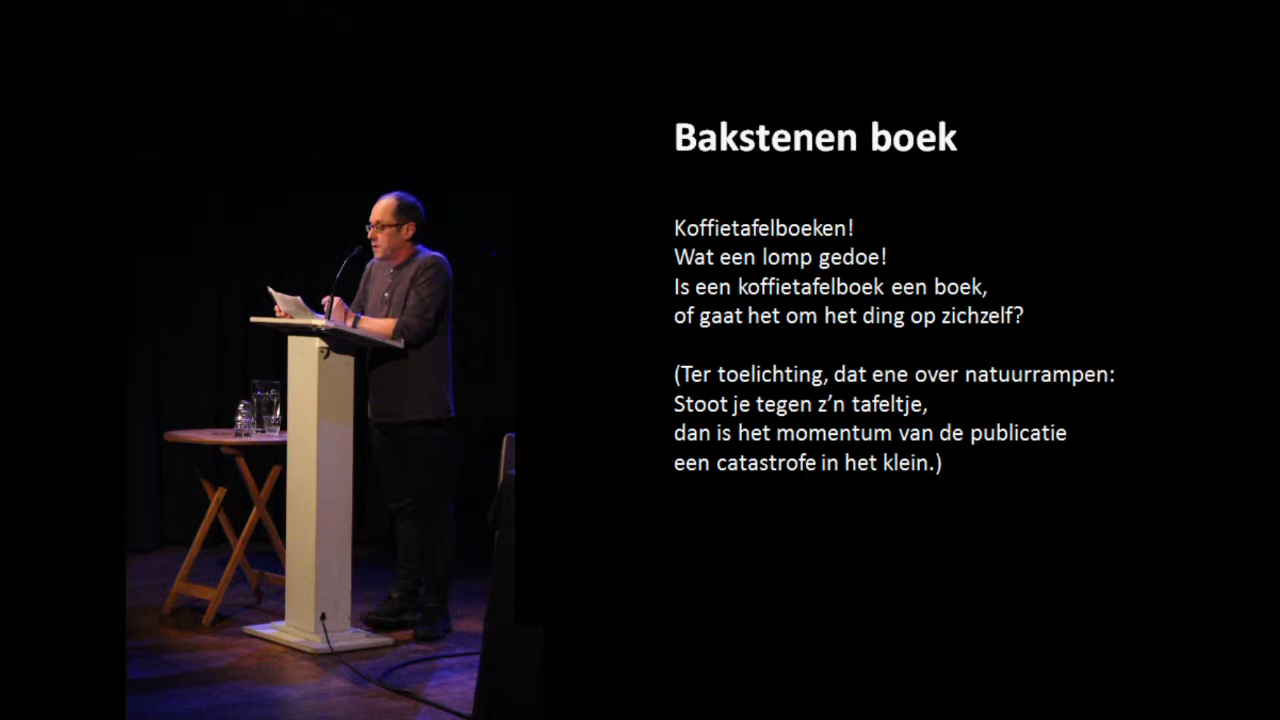 Bakstenen boek
Koffietafelboeken!
Wat een lomp gedoe!
Is een koffietafelboek een boek,
of gaat het om het ding op zichzelf?
(Ter toelichting, dat ene over natuurrampen:
Stoot je tegen z’n tafeltje,
dan is het momentum van de publicatie
een catastrofe in het klein.)